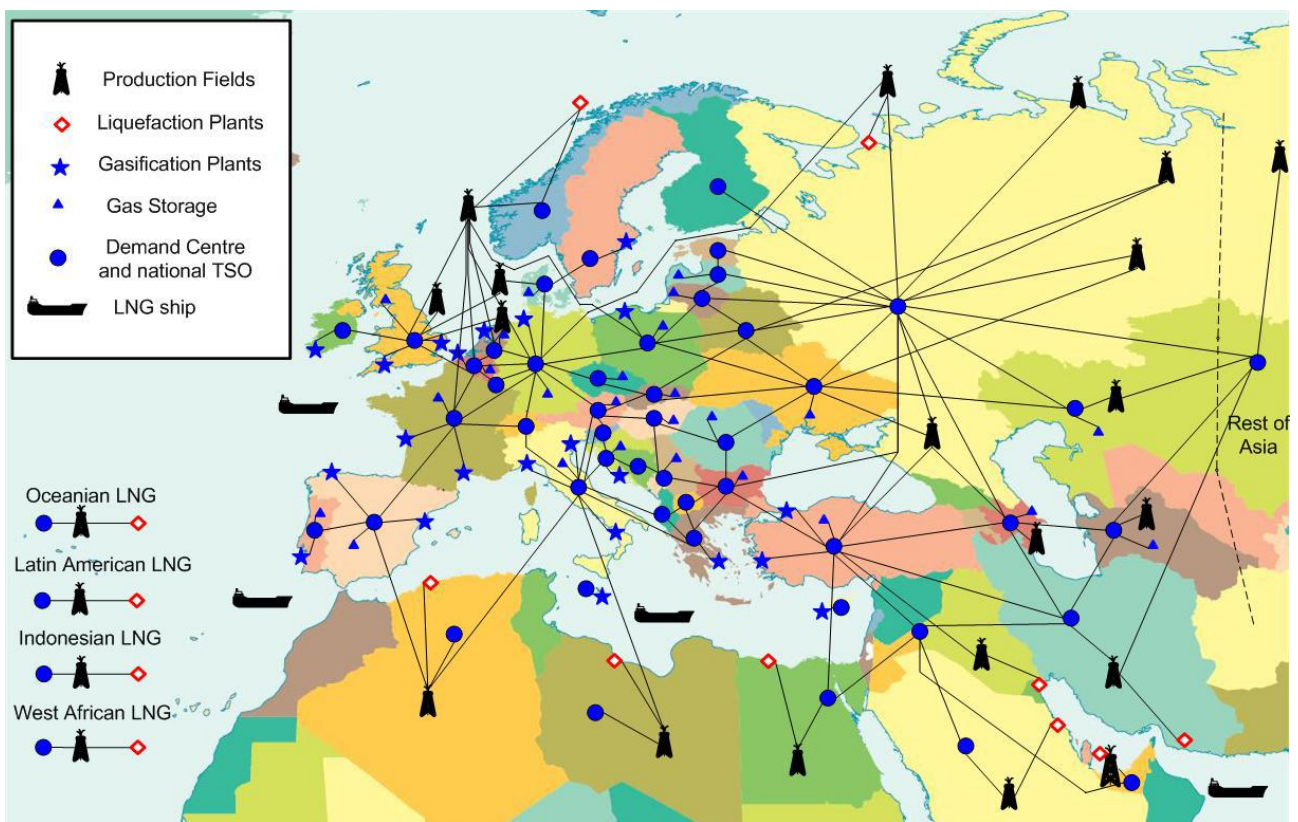 Production Fields
Liquefaction Plants
Gasification Plants
Gas Storage
Demand Centre
and national TSO
LNG ship
Rest of
Asia
Oceanian LNG
Latin American LNG
Indonesian LNG
West African LNG